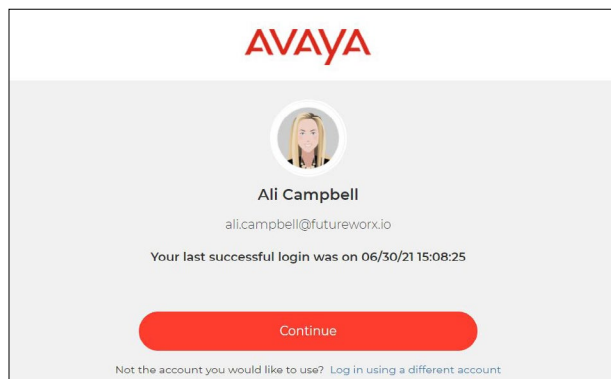 AVAYA
Ali Campbell
ali.campbell@futureworx.io
Your last successful login was on 06/30/21 15:08:25
Continue
Not the account you would like to use? Log in using a different account